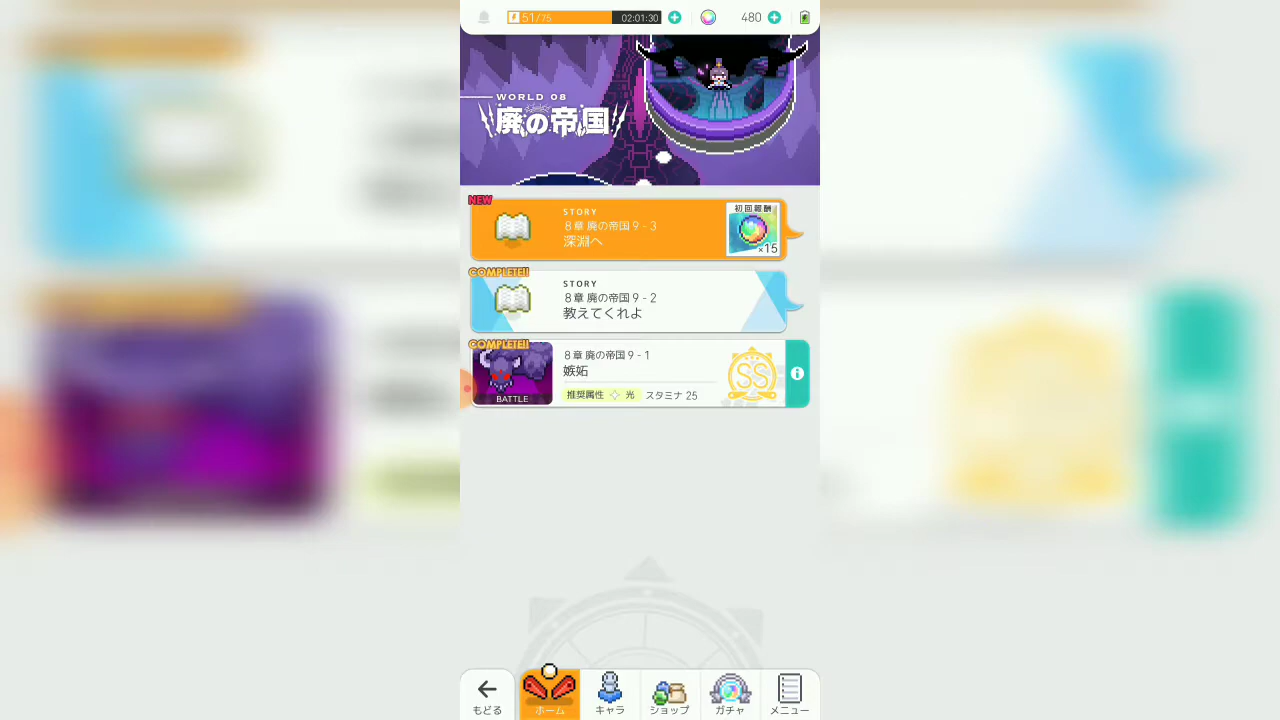 51/75
02:01:30
480
WORLD 08
廃の帝国
NEW
STORY
8章 廃の帝国 9 - 3
深淵へ
初回報酬
×15
COMPLETE!!
STORY
8章 廃の帝国 9 - 2
教えてくれよ
COMPLETE!!
BATTLE
8章 廃の帝国 9 - 1
嫉妬
推奨属性 光 スタミナ 25
SS
もどる
ホーム
キャラ
ショップ
ガチャ
メニュー